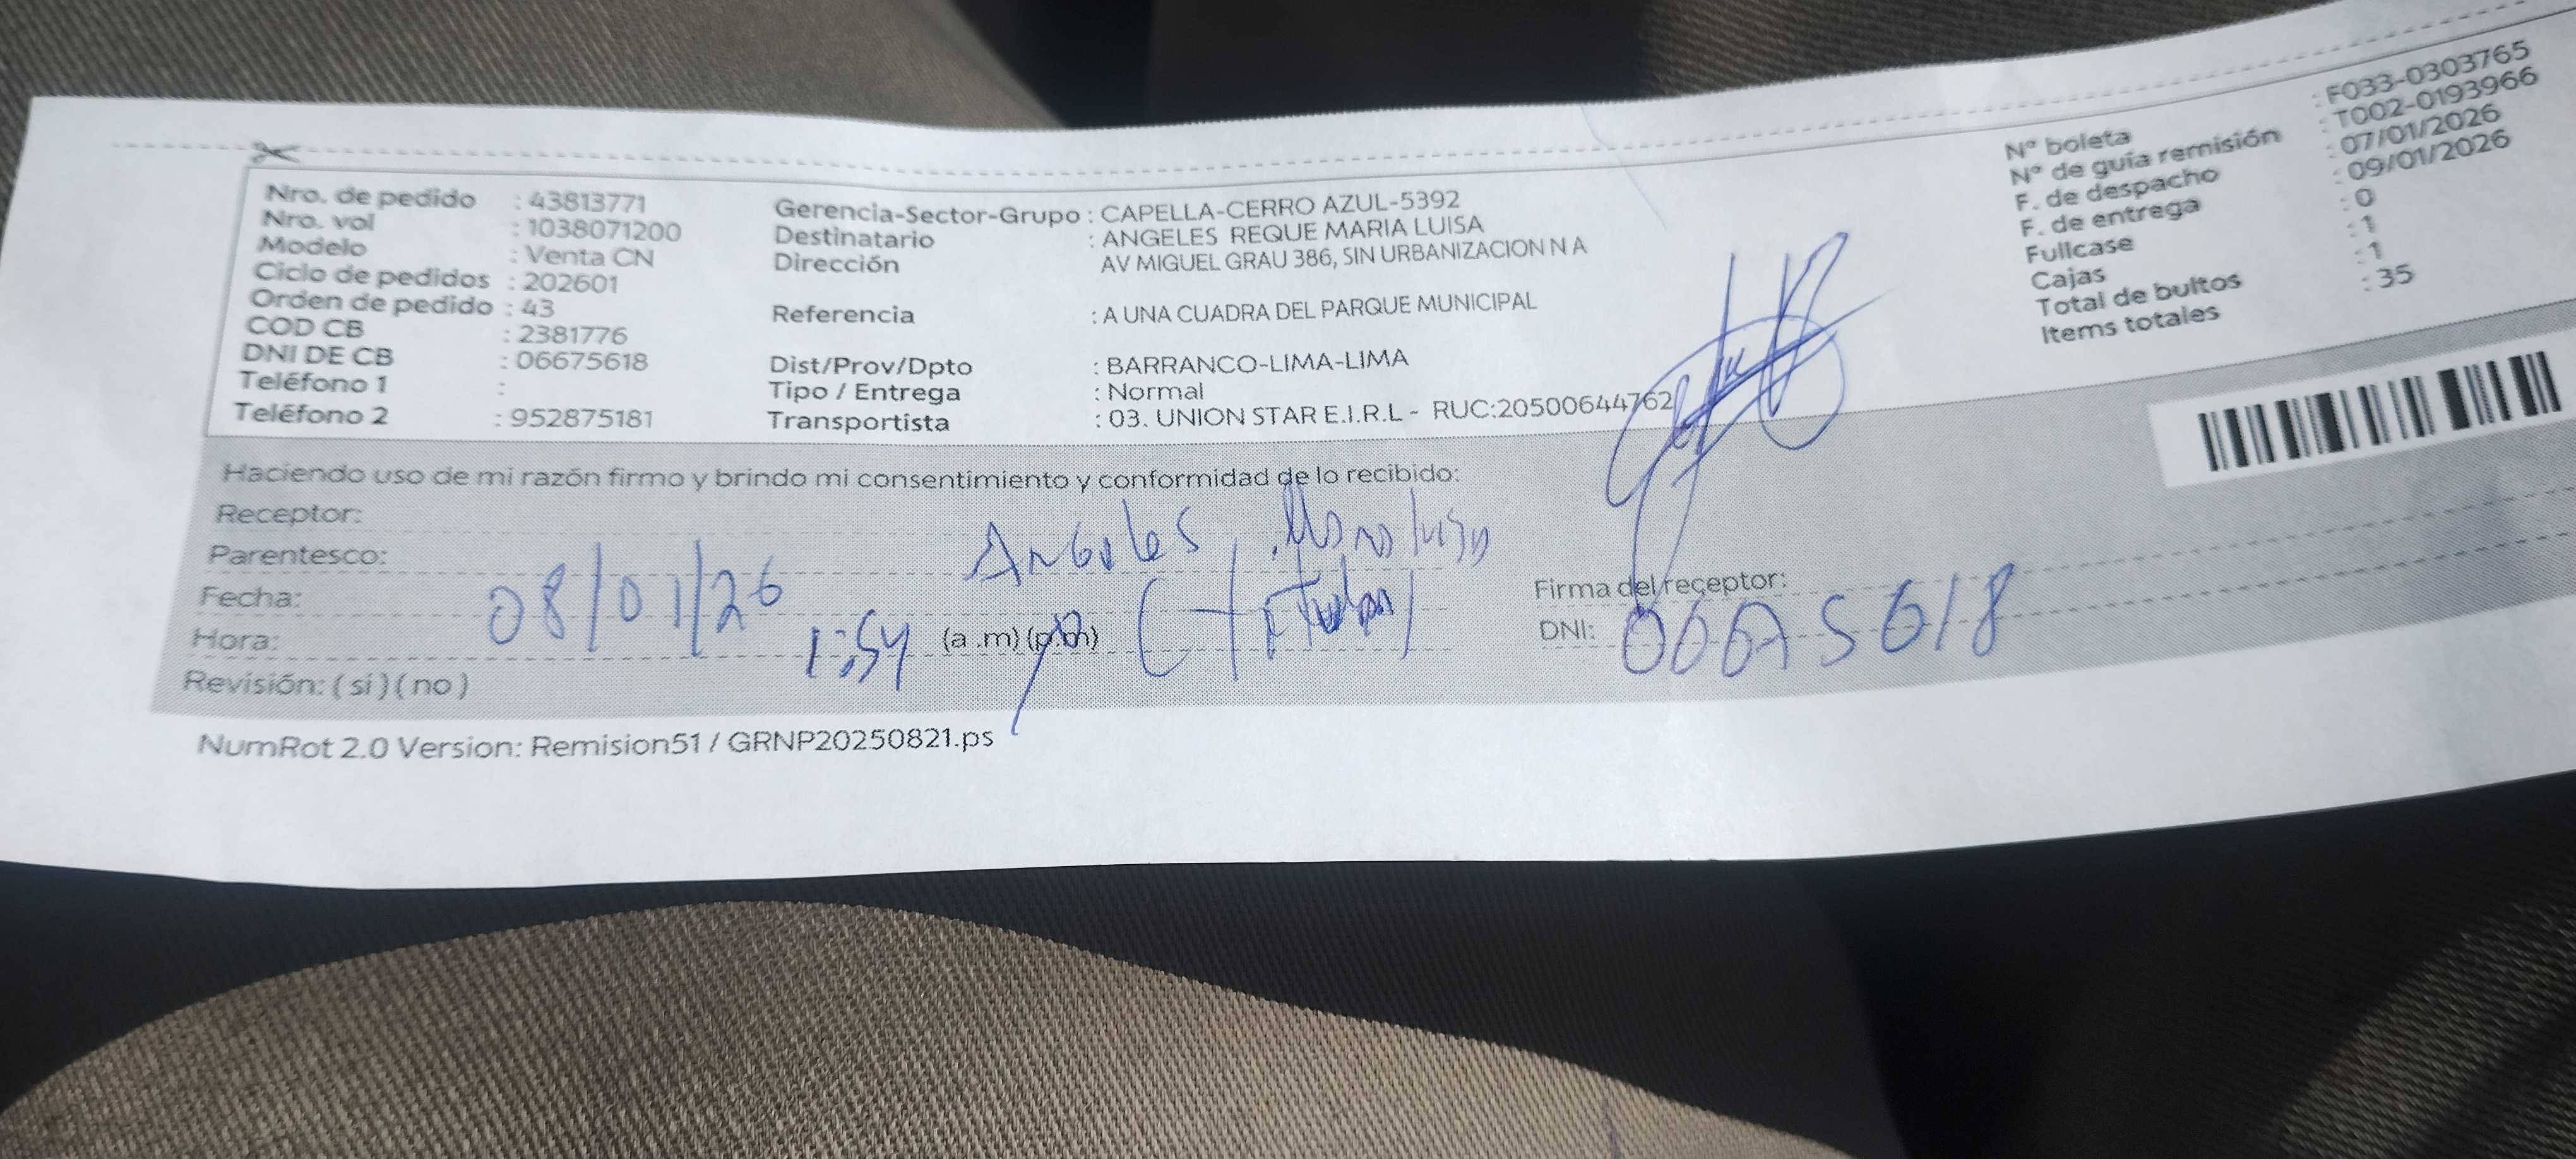 Nro. de pedido : 43813771
Nro. vol : 1038071200
Modelo : Venta CN
Ciclo de pedidos : 202601
Orden de pedido : 43
COD CB : 2381776
DNI DE CB : 06675618
Teléfono 1 :
Teléfono 2 : 952875181
Gerencia-Sector-Grupo : CAPELLA-CERRO AZUL-5392
Destinatario : ANGELES REQUE MARIA LUISA
Dirección AV MIGUEL GRAU 386, SIN URBANIZACION N A
Referencia : A UNA CUADRA DEL PARQUE MUNICIPAL
Dist/Prov/Dpto : BARRANCO-LIMA-LIMA
Tipo / Entrega : Normal
Transportista : 03. UNION STAR E.I.R.L - RUC:20500644762
N° boleta : F033-0303765
N° de guía remisión : T002-0193966
F. de despacho : 07/01/2026
F. de entrega : 09/01/2026
Fullcase : 0
Cajas : 1
Total de bultos : 1
Items totales : 35
Haciendo uso de mi razón firmo y brindo mi consentimiento y conformidad de lo recibido:
Receptor: Angeles
Parentesco: (Titular)
Fecha: 08/01/26
Hora: 1:54 (a .m) (p.m)
Revisión: ( si ) ( no )
Firma del receptor:
DNI: 06675618
NumRot 2.0 Version: Remision51 / GRNP20250821.ps